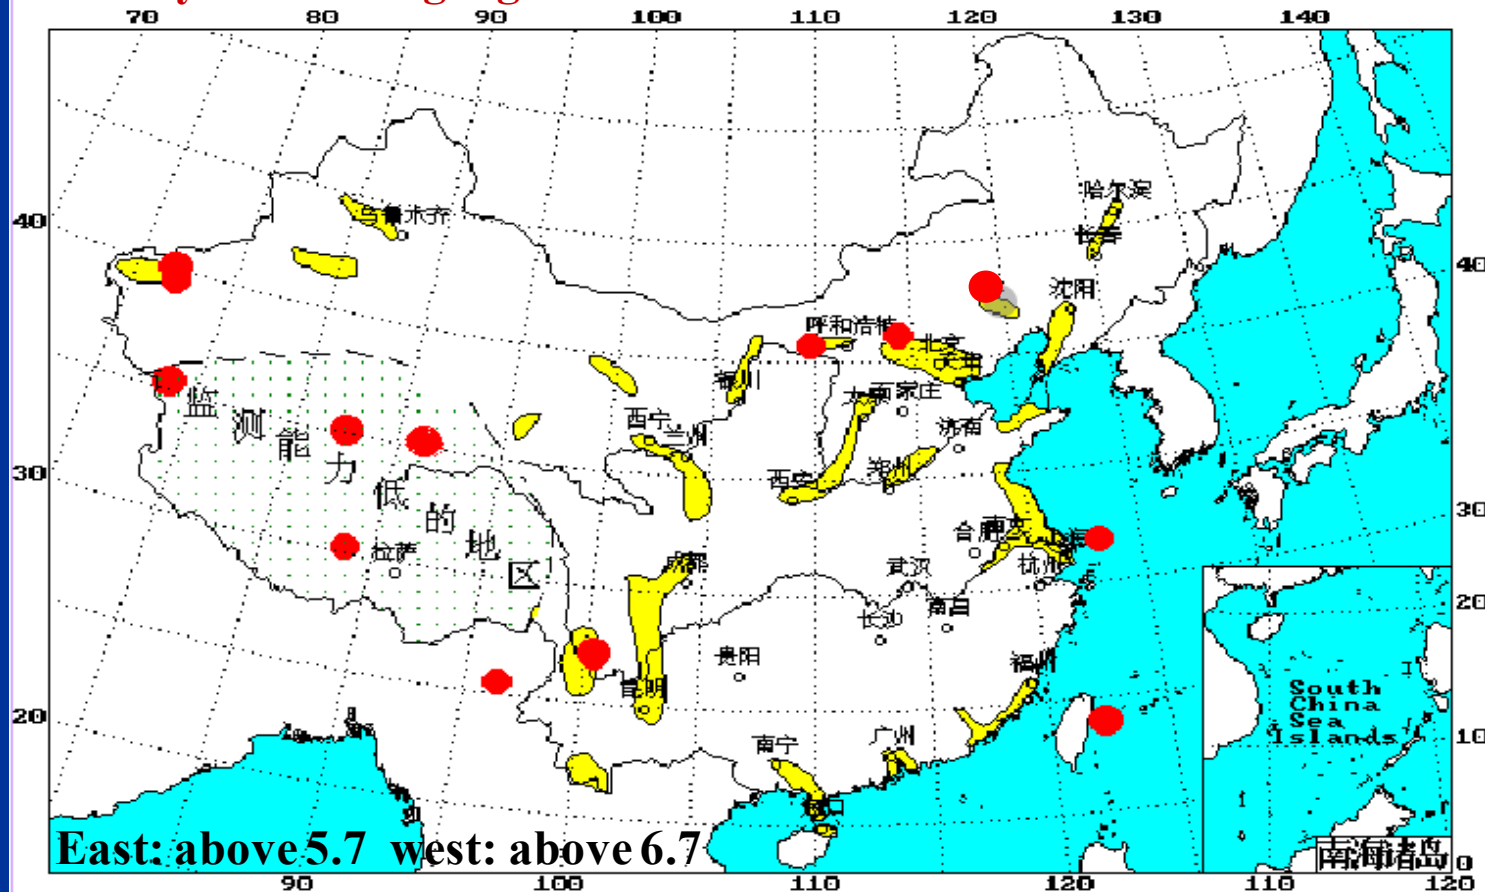 70 80 90 100 110 120 130 140
哈尔滨
乌鲁木齐
40
长春
40
沈阳
呼和浩特
北京
银川
石家庄
太原
监测能力低的地区
西宁
济南
兰州
30
西安
郑州
30
南京
合肥
上海
拉萨
成都
武汉
杭州
20
南昌
长沙
贵阳
福州
昆明
South
China
Sea
Islands
20
广州
10
南宁
海口
East: above 5.7 west: above 6.7
南海诸岛
0
90 100 110 120 110 120